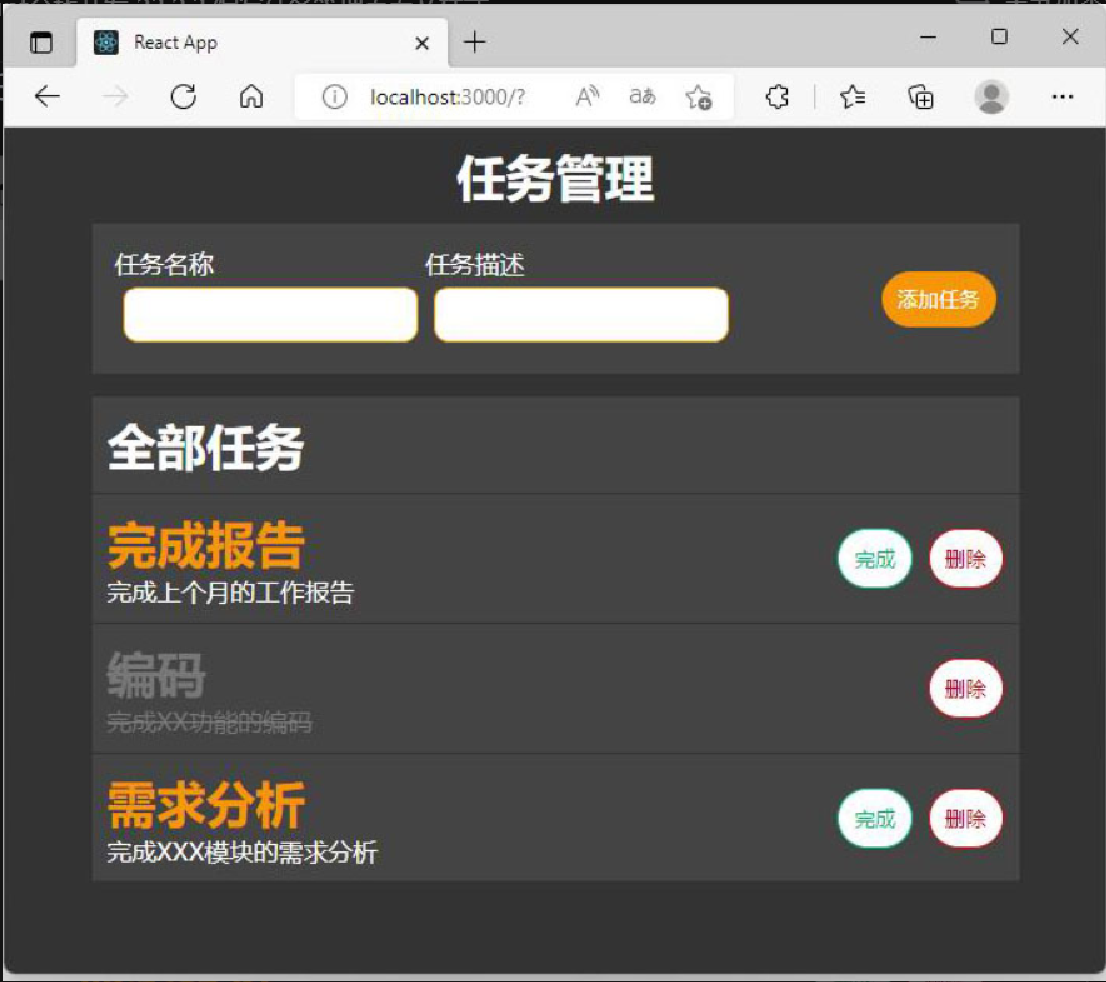 React App
localhost:3000/?
aあ
任务管理
任务名称 任务描述
添加任务
全部任务
完成报告
完成上个月的工作报告
完成 删除
编码
完成XX功能的编码
删除
需求分析
完成XXX模块的需求分析
完成 删除